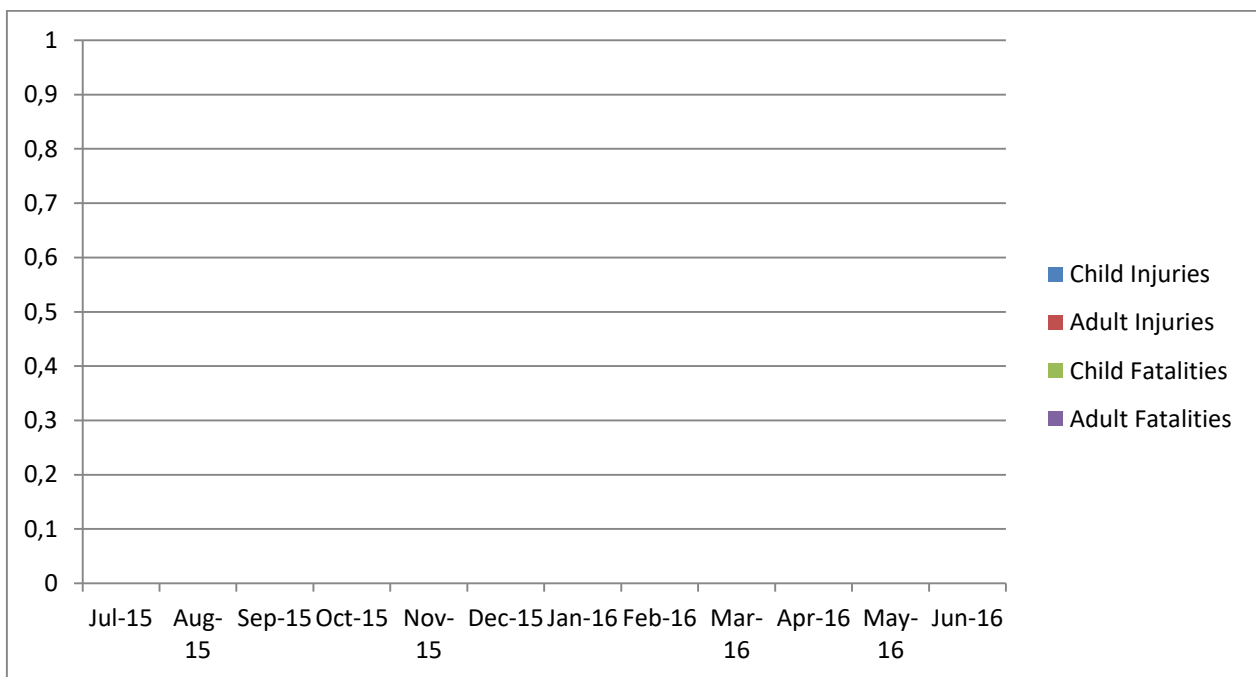 1
0,9
0,8
0,7
0,6
0,5
0,4
0,3
0,2
0,1
0
Jul-15
Aug-
15
Sep-15
Oct-15
Nov-
15
Dec-15
Jan-16
Feb-16
Mar-
16
Apr-16
May-
16
Jun-16
Child Injuries
Adult Injuries
Child Fatalities
Adult Fatalities